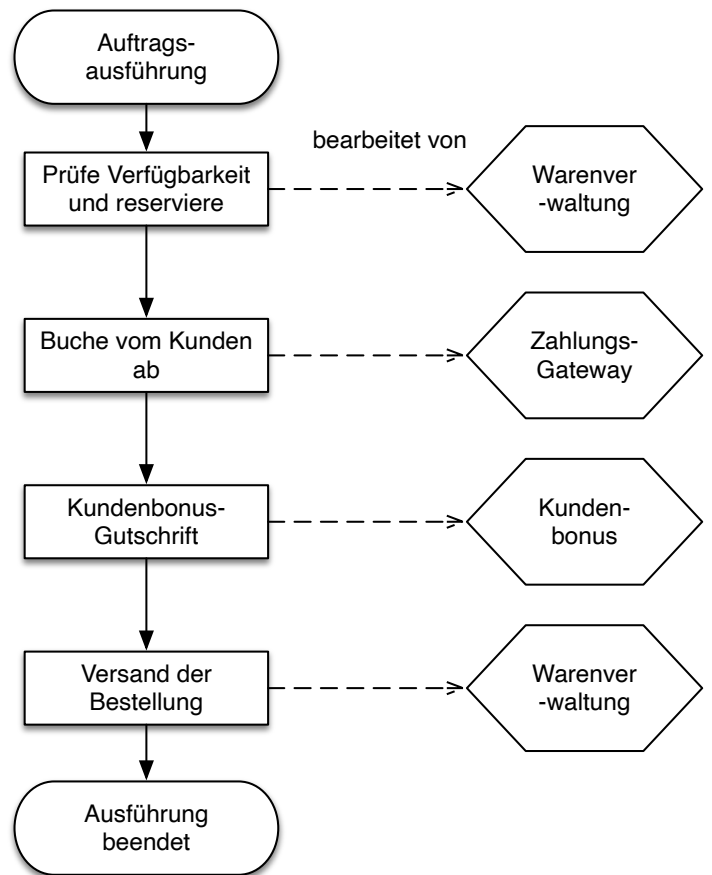 Auftrags-
ausführung
bearbeitet von
Prüfe Verfügbarkeit
und reserviere
Warenver
-waltung
Buche vom Kunden
ab
Zahlungs-
Gateway
Kundenbonus-
Gutschrift
Kunden-
bonus
Versand der
Bestellung
Warenver
-waltung
Ausführung
beendet